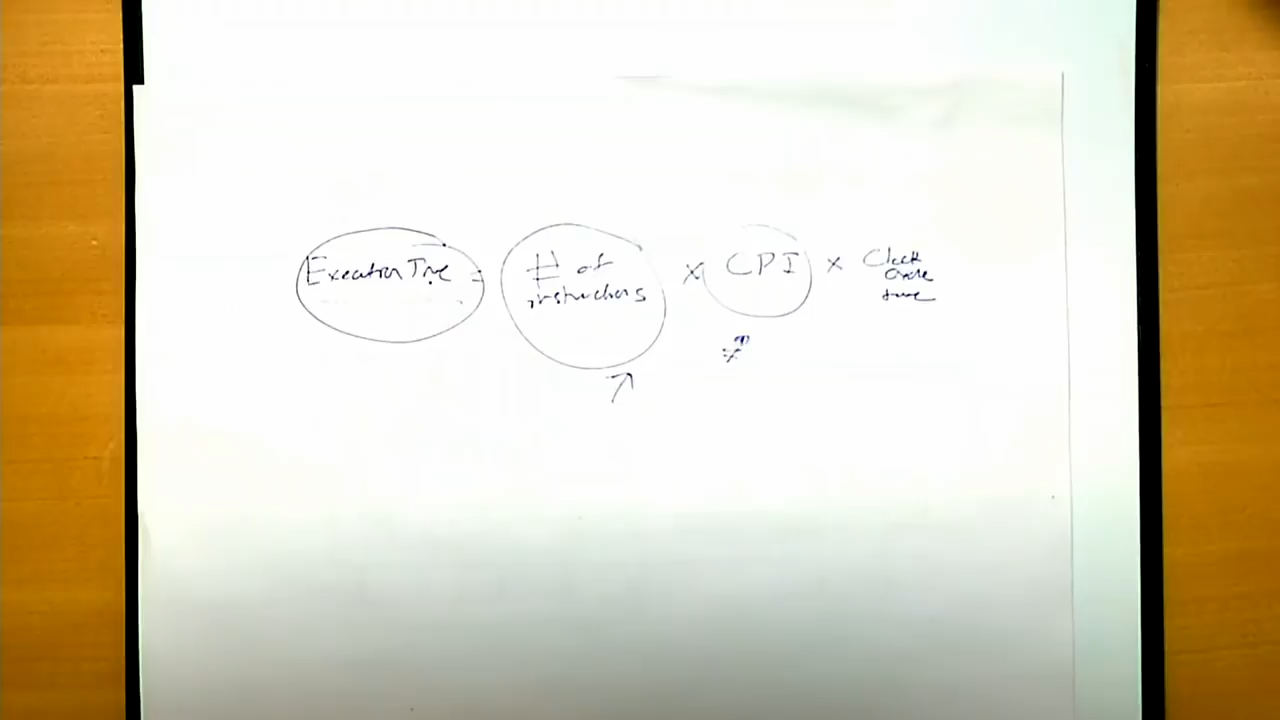 Execution Time = # of instructions × CPI × Clock cycle time